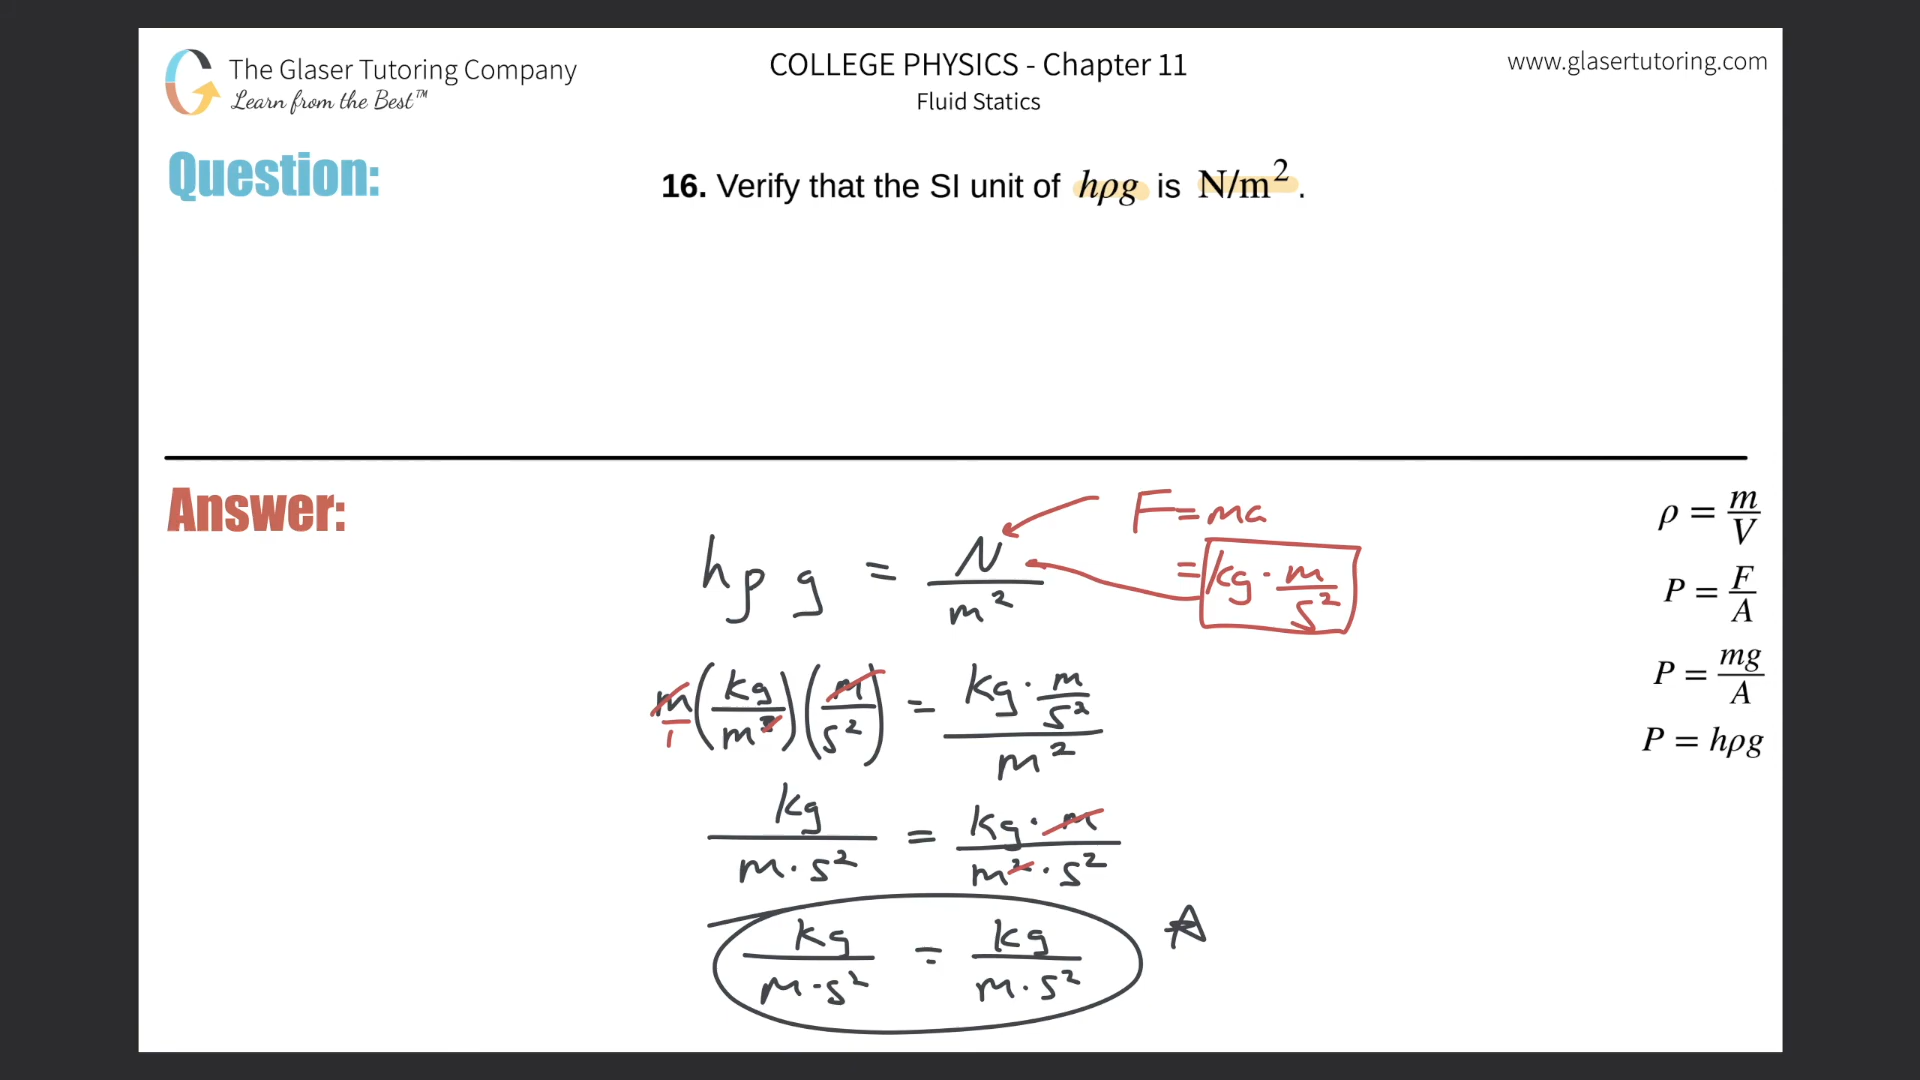 The Glaser Tutoring Company
Learn from the Best™
COLLEGE PHYSICS - Chapter 11
Fluid Statics
www.glasertutoring.com
Question:
16. Verify that the SI unit of hρg is N/m².
Answer:
hρg = N/m²
F = ma
= kg · m/s²
m/1 (kg/m³)(m/s²) = (kg · m/s²)/m²
kg/(m · s²) = (kg · m)/(m² · s²)
kg/(m · s²) = kg/(m · s²)
ρ = m/V
P = F/A
P = mg/A
P = hρg